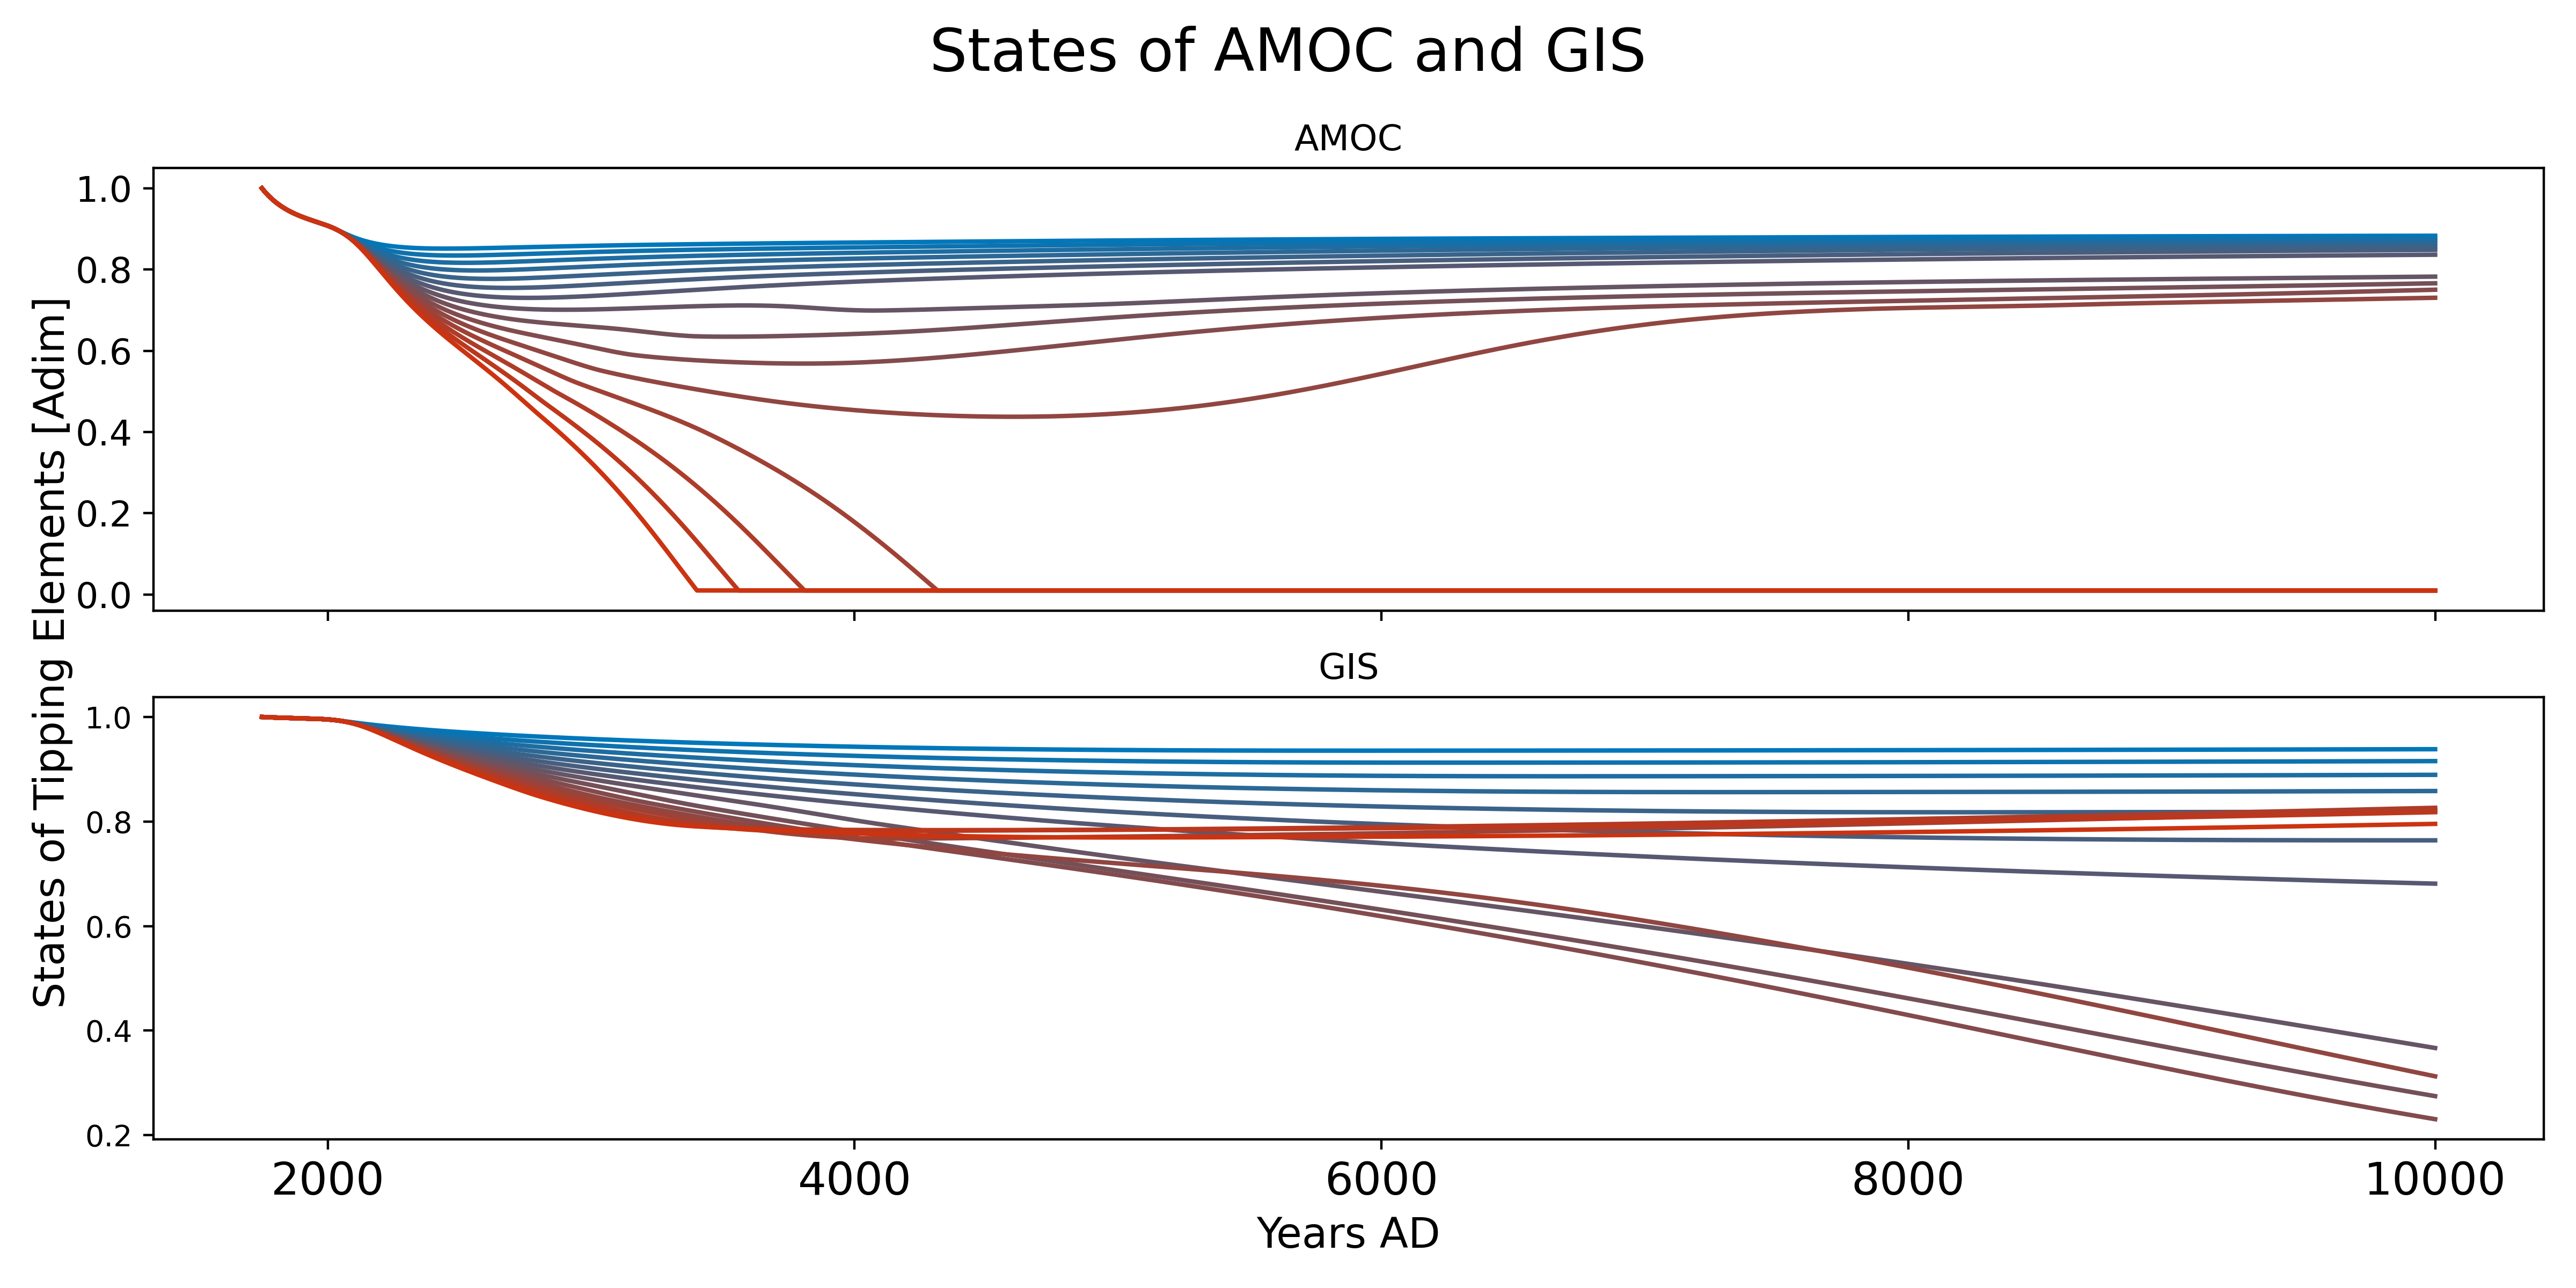 States of AMOC and GIS
AMOC
States of Tipping Elements [Adim]
1.0
0.8
0.6
0.4
0.2
0.0
GIS
1.0
0.8
0.6
0.4
0.2
2000 4000 6000 8000 10000
Years AD